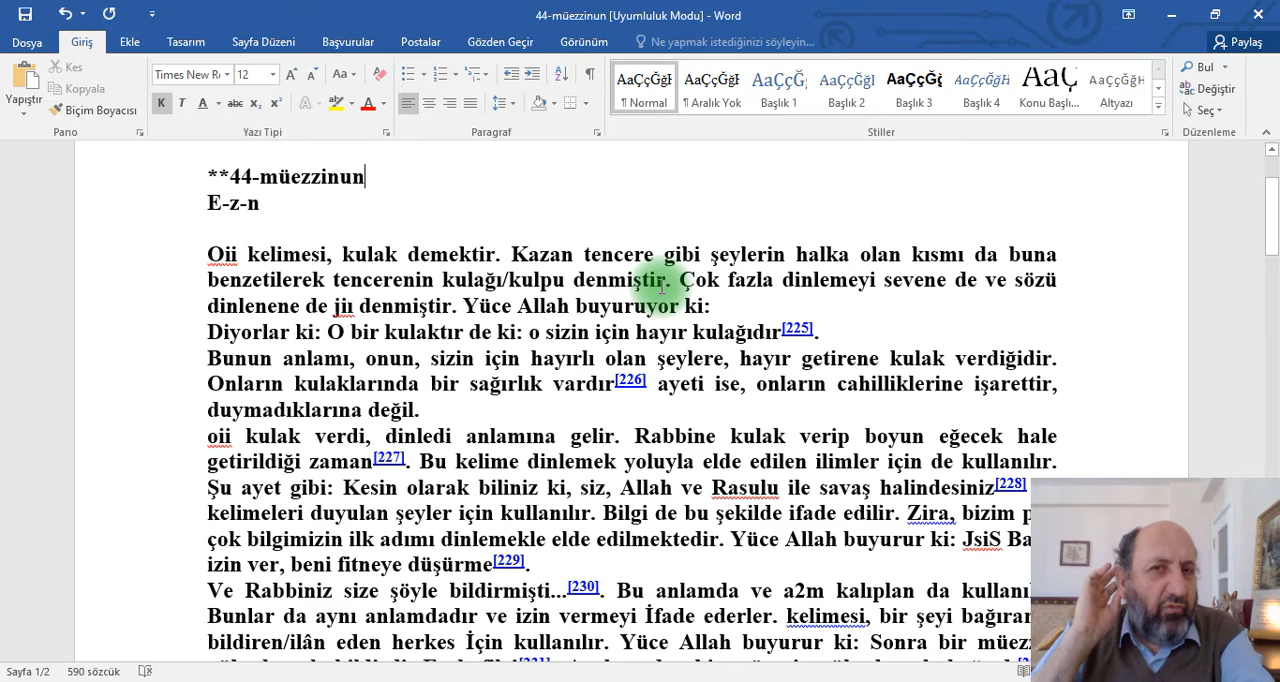 44-müezzinun [Uyumluluk Modu] - Word
Dosya Giriş Ekle Tasarım Sayfa Düzeni Başvurular Postalar Gözden Geçir Görünüm Ne yapmak istediğinizi söyleyin... Paylaş
Yapıştır
Kes
Kopyala
Biçim Boyacısı
Times New Ro 12
AaÇçĞğH AaÇçĞğH AaÇçĞğ AaÇçĞğH AaÇçĞğ AaÇçĞğH AaÇ AaÇçĞğH
¶ Normal ¶ Aralık Yok Başlık 1 Başlık 2 Başlık 3 Başlık 4 Konu Başlı... Altyazı
Bul
Değiştir
Seç
Pano Yazı Tipi Paragraf Stiller Düzenleme
**44-müezzinun
E-z-n
Oii kelimesi, kulak demektir. Kazan tencere gibi şeylerin halka olan kısmı da buna
benzetilerek tencerenin kulağı/kulpu denmiştir. Çok fazla dinlemeyi sevene de ve sözü
dinlenene de jii denmiştir. Yüce Allah buyuruyor ki:
Diyorlar ki: O bir kulaktır de ki: o sizin için hayır kulağıdır[225].
Bunun anlamı, onun, sizin için hayırlı olan şeylere, hayır getirene kulak verdiğidir.
Onların kulaklarında bir sağırlık vardır[226] ayeti ise, onların cahilliklerine işarettir,
duymadıklarına değil.
oii kulak verdi, dinledi anlamına gelir. Rabbine kulak verip boyun eğecek hale
getirildiği zaman[227]. Bu kelime dinlemek yoluyla elde edilen ilimler için de kullanılır.
Şu ayet gibi: Kesin olarak biliniz ki, siz, Allah ve Rasulu ile savaş halindesiniz[228]
kelimeleri duyulan şeyler için kullanılır. Bilgi de bu şekilde ifade edilir. Zira, bizim
çok bilgimizin ilk adımı dinlemekle elde edilmektedir. Yüce Allah buyurur ki: JsiS
izin ver, beni fitneye düşürme[229].
Ve Rabbiniz size şöyle bildirmişti...[230]. Bu anlamda ve a2m kalıpları da
Bunlar da aynı anlamdadır ve izin vermeyi İfade ederler. kelimesi, bir şeyi
bildiren/ilân eden herkes İçin kullanılır. Yüce Allah buyurur ki: Sonra bir
Sayfa 1/2 590 sözcük